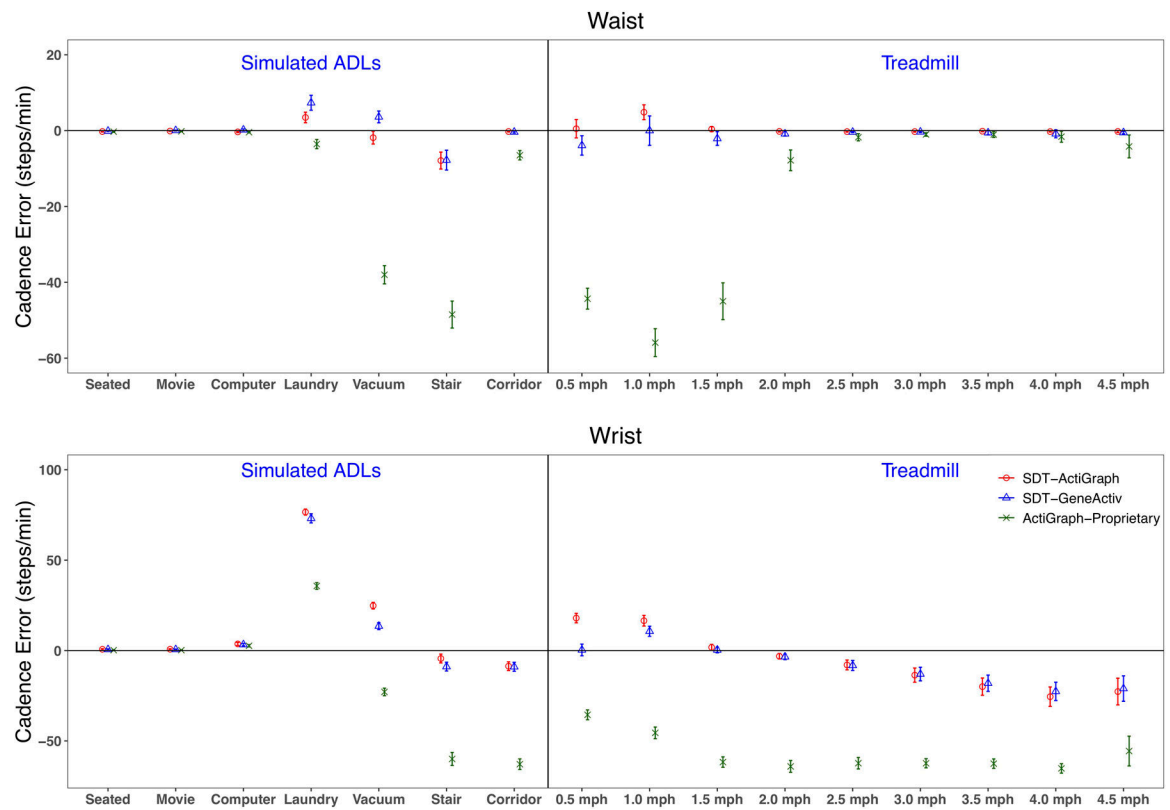 Waist
Simulated ADLs Treadmill
Cadence Error (steps/min)
20
0
−20
−40
−60
Seated Movie Computer Laundry Vacuum Stair Corridor 0.5 mph 1.0 mph 1.5 mph 2.0 mph 2.5 mph 3.0 mph 3.5 mph 4.0 mph 4.5 mph
Wrist
Simulated ADLs Treadmill
Cadence Error (steps/min)
100
50
0
−50
SDT−ActiGraph
SDT−GeneActiv
ActiGraph−Proprietary
Seated Movie Computer Laundry Vacuum Stair Corridor 0.5 mph 1.0 mph 1.5 mph 2.0 mph 2.5 mph 3.0 mph 3.5 mph 4.0 mph 4.5 mph